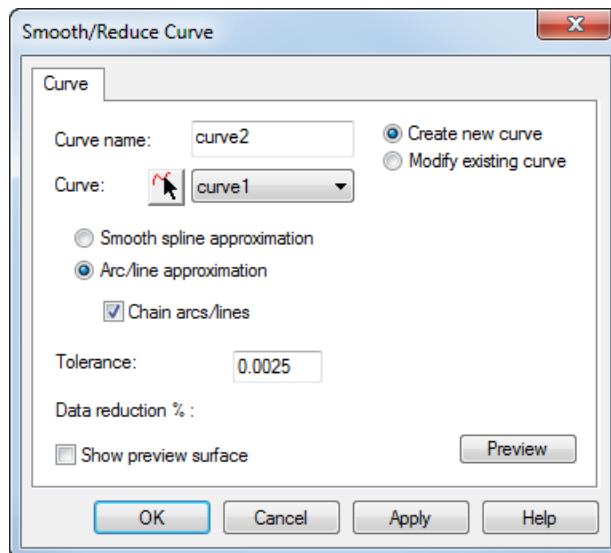 Smooth/Reduce Curve
Curve
Curve name: curve2 Create new curve
Modify existing curve
Curve: curve1
Smooth spline approximation
Arc/line approximation
Chain arcs/lines
Tolerance: 0.0025
Data reduction % :
Show preview surface Preview
OK Cancel Apply Help